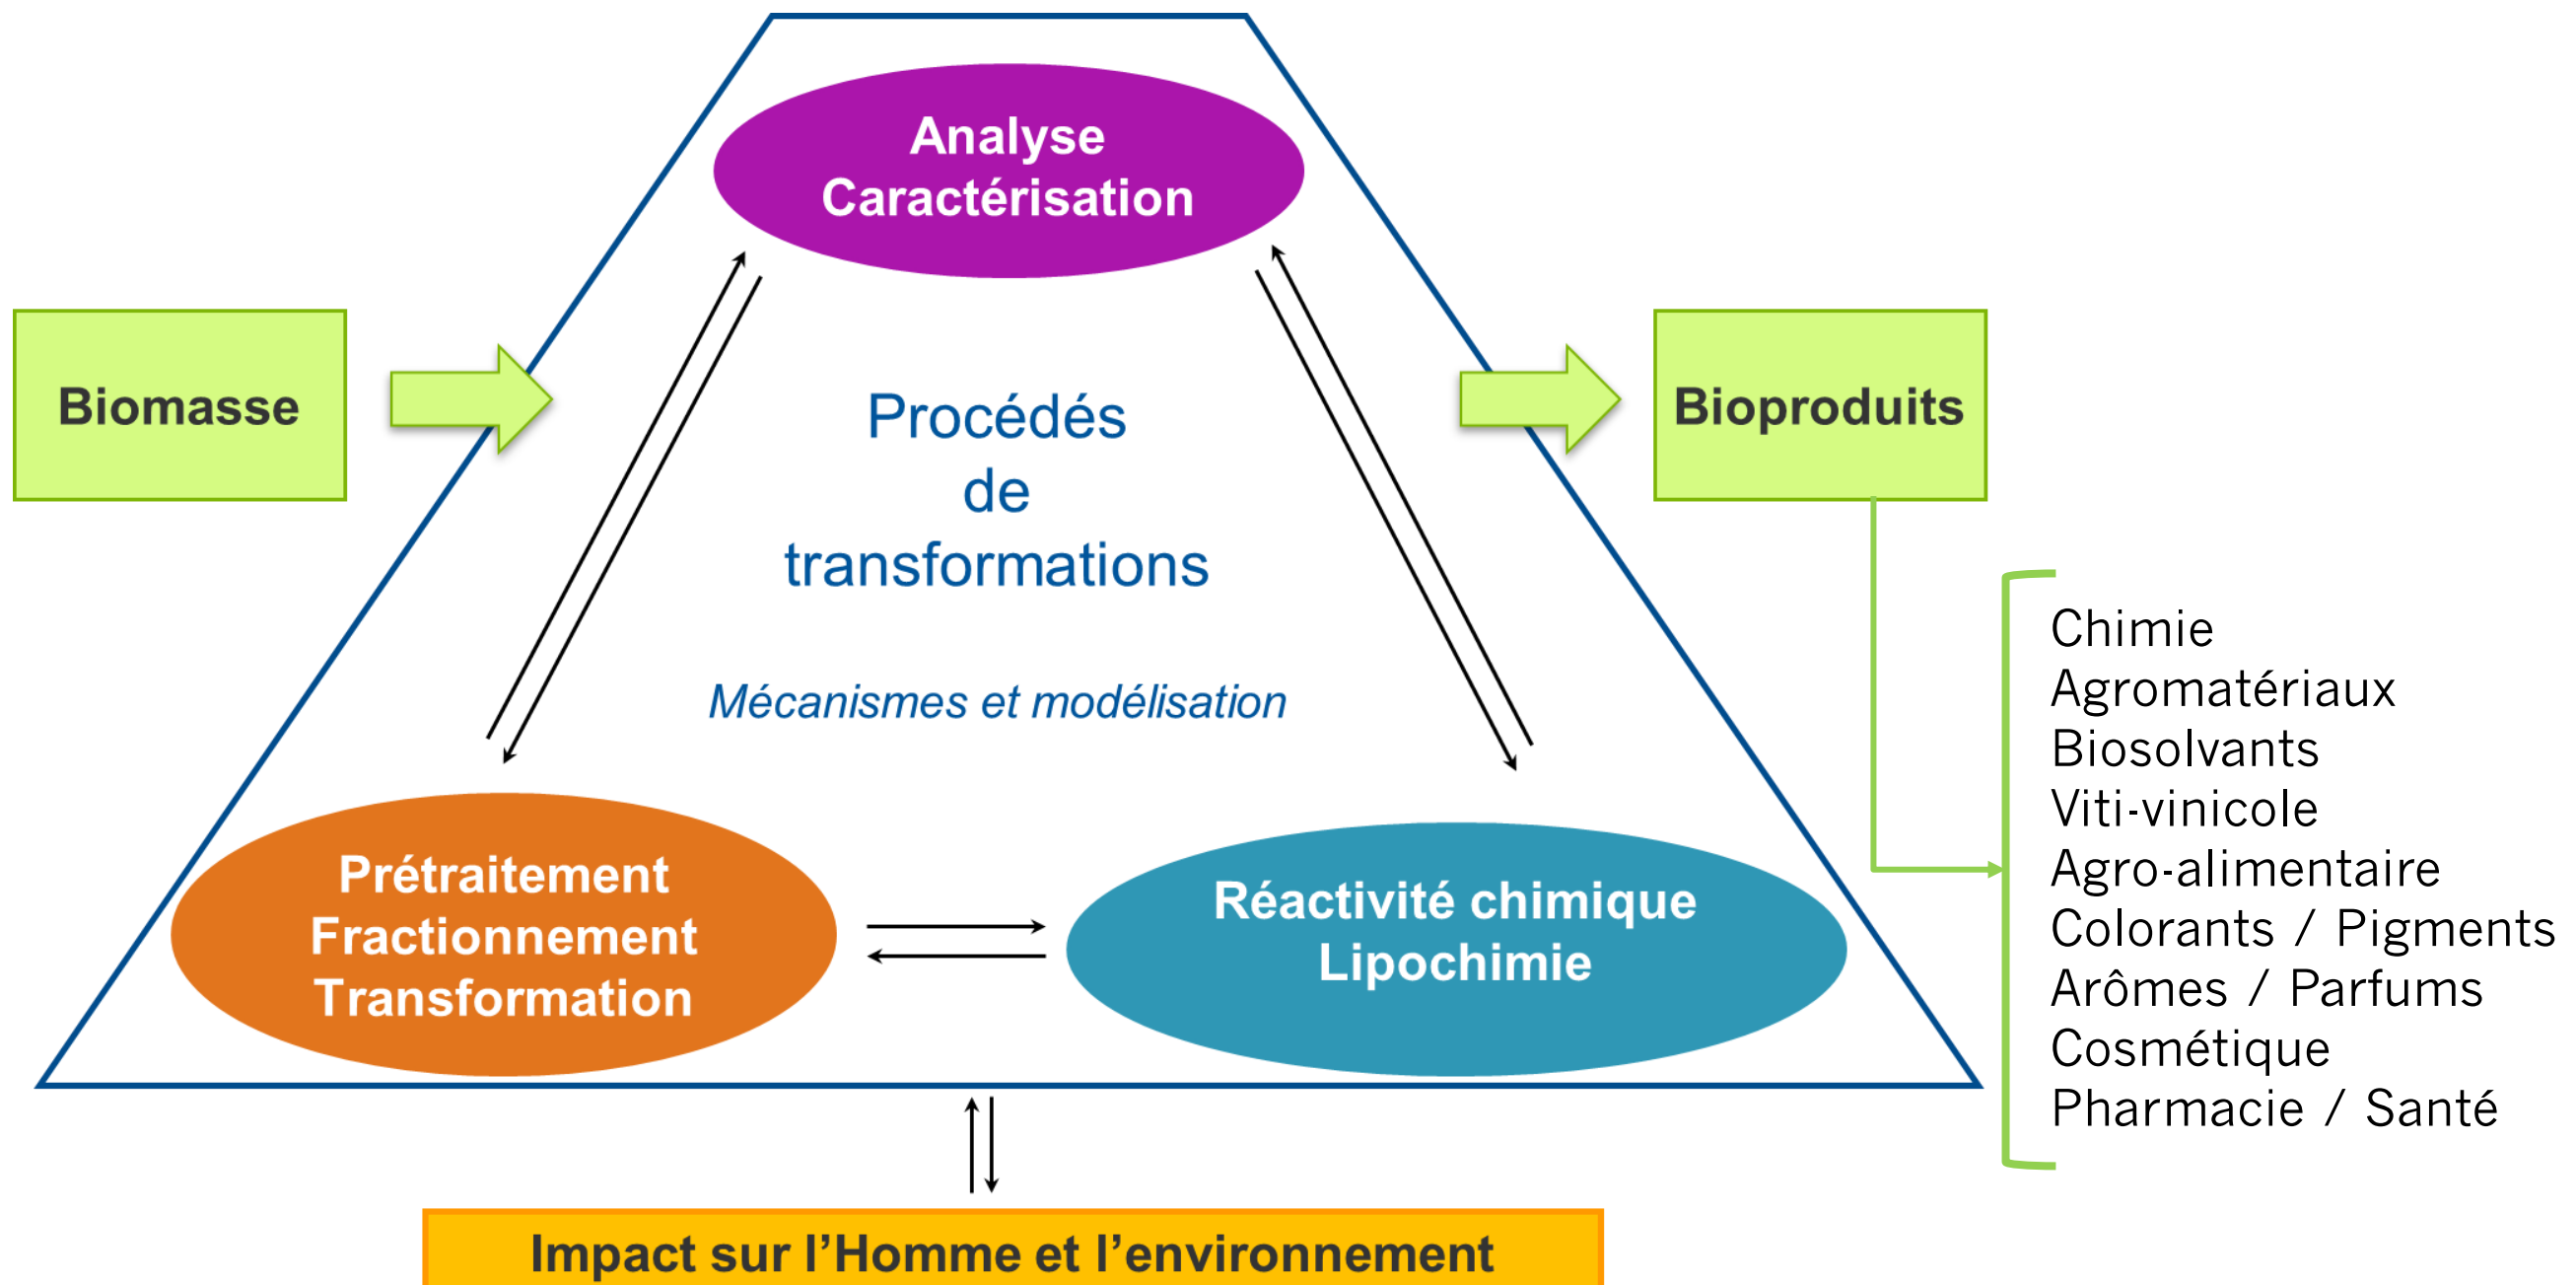 Analyse
Caractérisation
Biomasse
Procédés
de
transformations
Mécanismes et modélisation
Bioproduits
Prétraitement
Fractionnement
Transformation
Réactivité chimique
Lipochimie
Chimie
Agromatériaux
Biosolvants
Viti-vinicole
Agro-alimentaire
Colorants / Pigments
Arômes / Parfums
Cosmétique
Pharmacie / Santé
Impact sur l’Homme et l’environnement